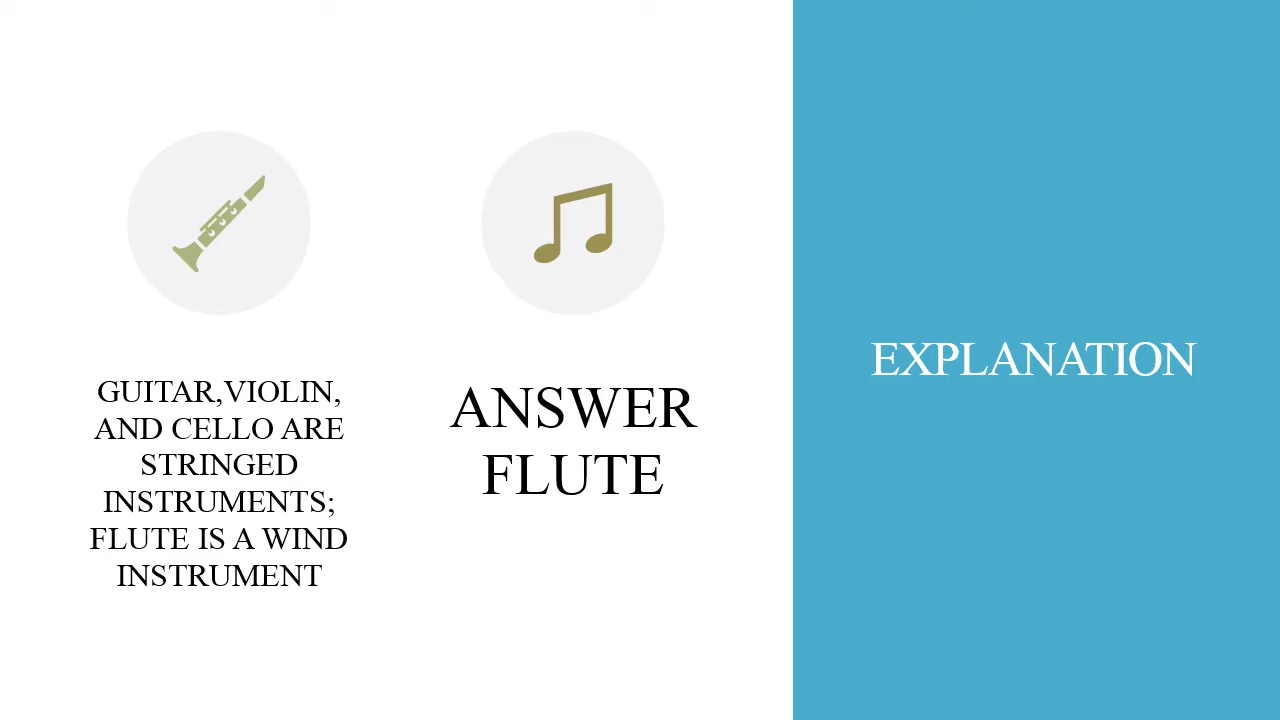 GUITAR,VIOLIN,
AND CELLO ARE
STRINGED
INSTRUMENTS;
FLUTE IS A WIND
INSTRUMENT
ANSWER
FLUTE
EXPLANATION